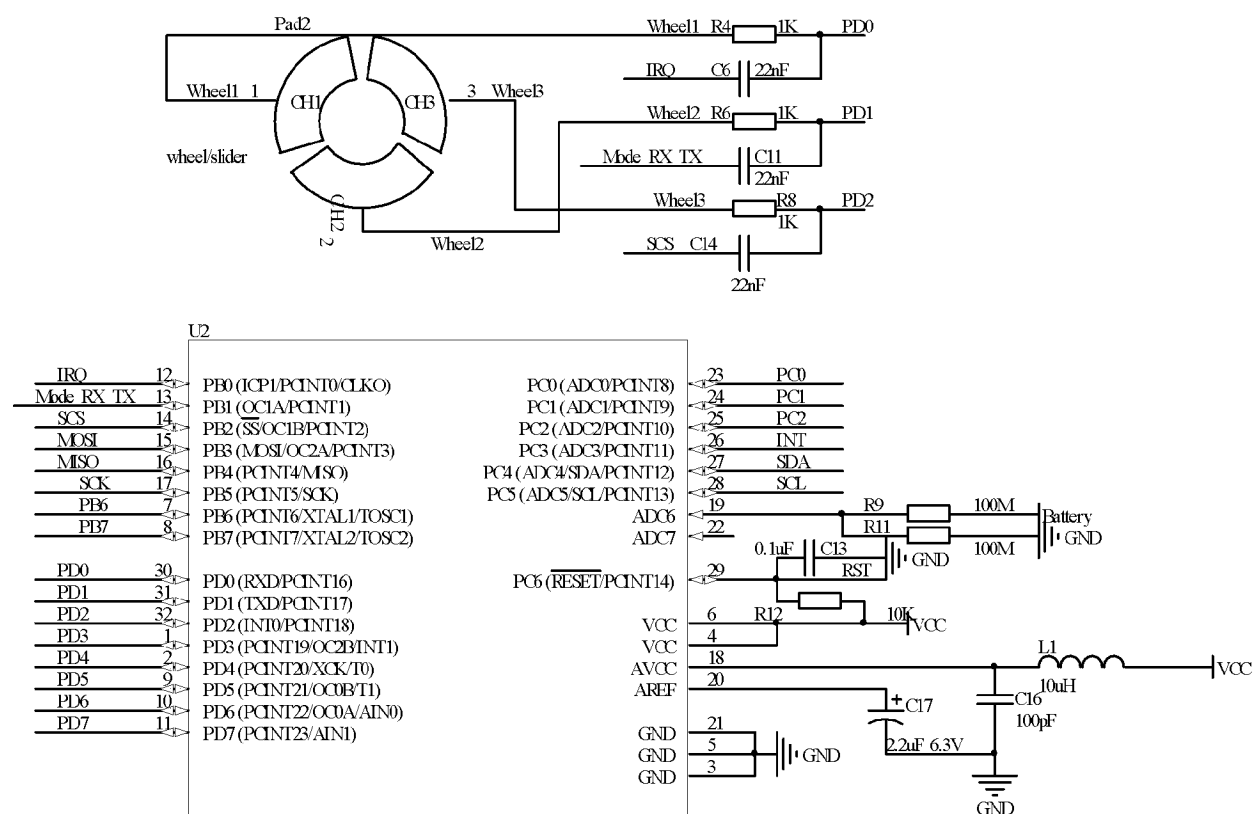 Pad2
Wheel1 R4 1K PD0
IRQ C6 22nF
Wheel1 1 CH1 CH3 3 Wheel3
Wheel2 R6 1K PD1
wheel/slider
Mode RX TX C11
22nF
CH2 2
Wheel3 R8 PD2
1K
Wheel2
SCS C14
22nF
U2
IRQ 12 PB0 (ICP1/PCINT0/CLKO) PC0 (ADC0/PCINT8) 23 PC0
Mode RX TX 13 PB1 (OC1A/PCINT1) PC1 (ADC1/PCINT9) 24 PC1
SCS 14 PB2 (SS/OC1B/PCINT2) PC2 (ADC2/PCINT10) 25 PC2
MOSI 15 PB3 (MOSI/OC2A/PCINT3) PC3 (ADC3/PCINT11) 26 INT
MISO 16 PB4 (PCINT4/MISO) PC4 (ADC4/SDA/PCINT12) 27 SDA
SCK 17 PB5 (PCINT5/SCK) PC5 (ADC5/SCL/PCINT13) 28 SCL
PB6 7 PB6 (PCINT6/XTAL1/TOSC1) ADC6 19 R9 100M Battery
PB7 8 PB7 (PCINT7/XTAL2/TOSC2) ADC7 22 R11 100M GND
0.1uF C13 GND
PD0 30 PD0 (RXD/PCINT16) PC6 (RESET/PCINT14) 29 RST
PD1 31 PD1 (TXD/PCINT17)
PD2 32 PD2 (INT0/PCINT18) VCC 6 R12 10K VCC
PD3 1 PD3 (PCINT19/OC2B/INT1) VCC 4
PD4 2 PD4 (PCINT20/XCK/T0) AVCC 18 L1 10uH VCC
PD5 9 PD5 (PCINT21/OC0B/T1) AREF 20
PD6 10 PD6 (PCINT22/OC0A/AIN0) C17 C16 100pF
PD7 11 PD7 (PCINT23/AIN1) GND 21
GND 5 GND 2.2uF 6.3V
GND 3
GND